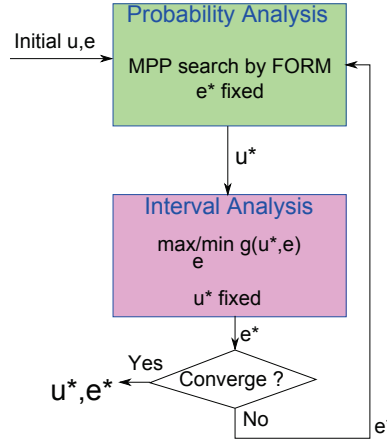 Probability Analysis
Initial u,e
MPP search by FORM
e* fixed
u*
Interval Analysis
max/min g(u*,e)
e
u* fixed
e*
Yes
Converge ?
u*,e*
No
e*